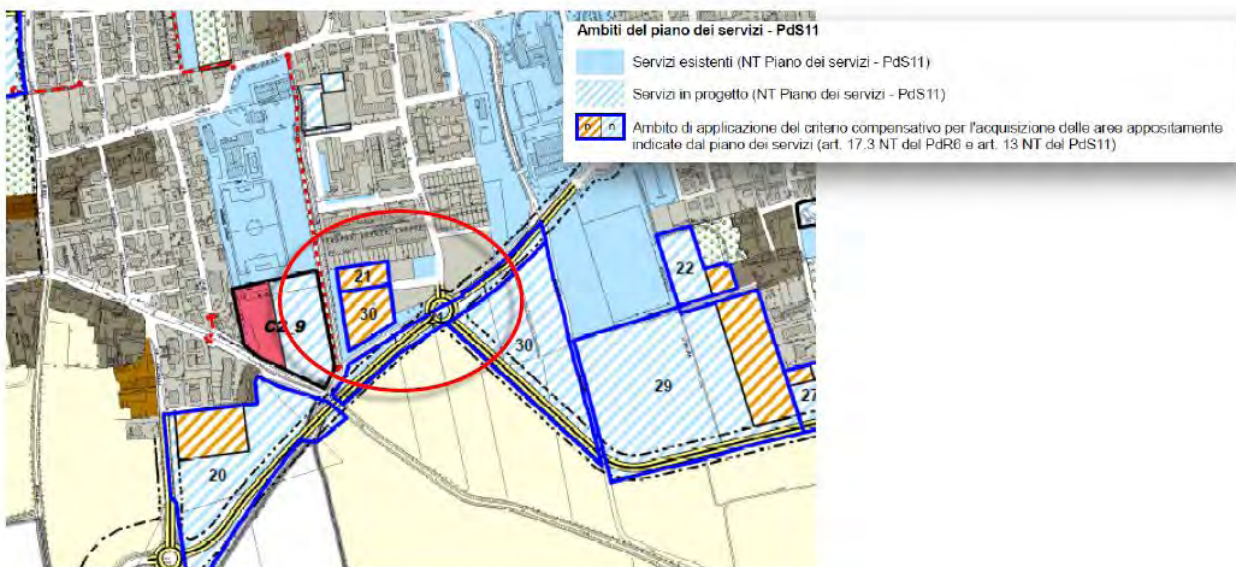 Ambiti del piano dei servizi - PdS11
Servizi esistenti (NT Piano dei servizi - PdS11)
Servizi in progetto (NT Piano dei servizi - PdS11)
n n
Ambito di applicazione del criterio compensativo per l'acquisizione delle aree appositamente
indicate dal piano dei servizi (art. 17.3 NT del PdR6 e art. 13 NT del PdS11)
22
21
30
C2 9
30
29
27
20